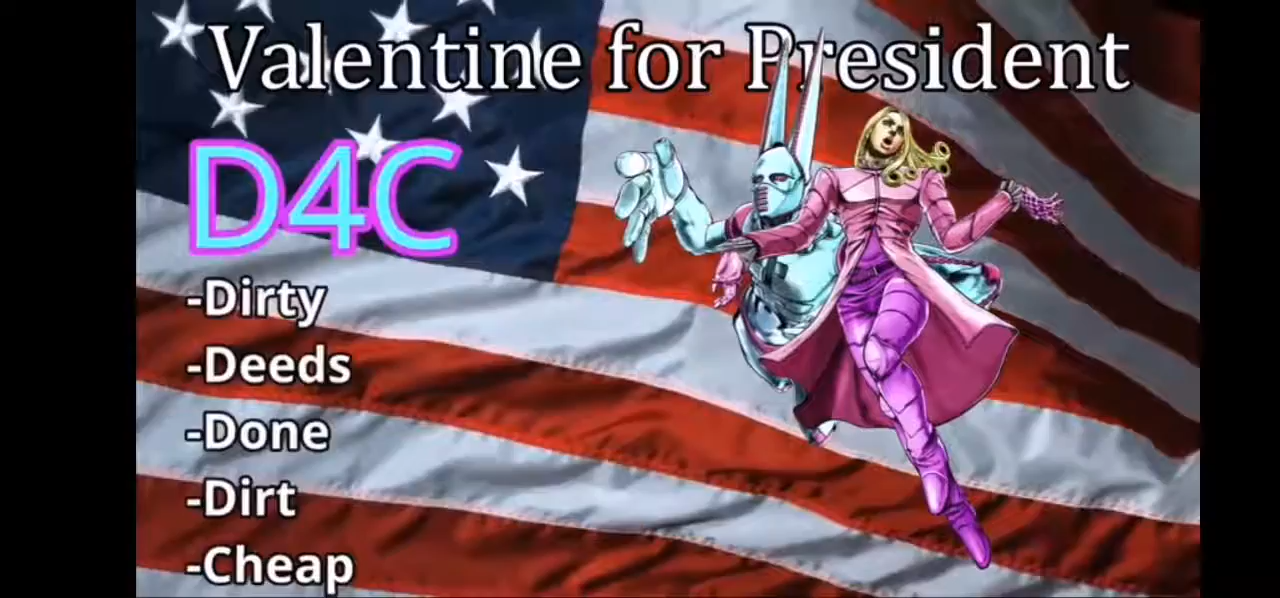 Valentine for President
D4C
-Dirty
-Deeds
-Done
-Dirt
-Cheap